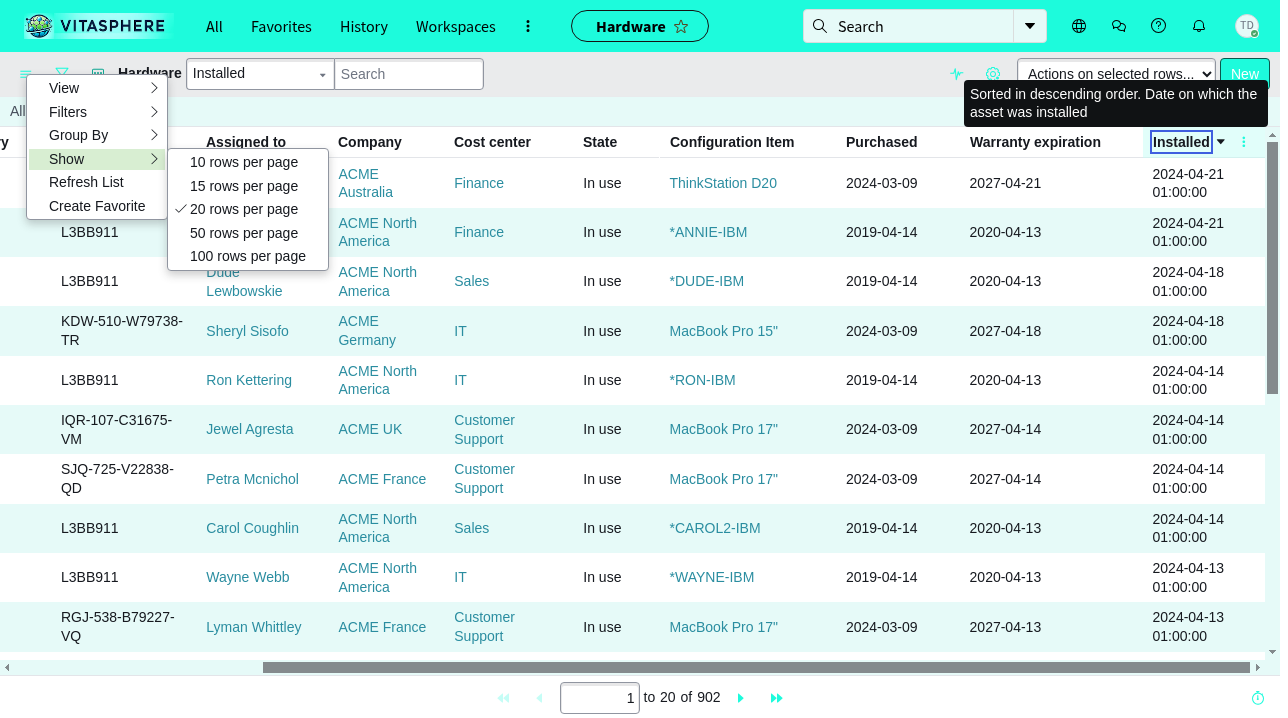 VITASPHERE
All
Favorites
History
Workspaces
Hardware
Search
TD
Hardware
Installed
Search
Actions on selected rows...
New
All
Sorted in descending order. Date on which the
asset was installed
View
Filters
Group By
Show
Refresh List
Create Favorite
10 rows per page
15 rows per page
20 rows per page
50 rows per page
100 rows per page
Assigned to
Company
Cost center
State
Configuration Item
Purchased
Warranty expiration
Installed
ACME
Australia
Finance
In use
ThinkStation D20
2024-03-09
2027-04-21
2024-04-21
01:00:00
L3BB911
ACME North
America
Finance
In use
*ANNIE-IBM
2019-04-14
2020-04-13
2024-04-21
01:00:00
L3BB911
Dude
Lewbowskie
ACME North
America
Sales
In use
*DUDE-IBM
2019-04-14
2020-04-13
2024-04-18
01:00:00
KDW-510-W79738-
TR
Sheryl Sisofo
ACME
Germany
IT
In use
MacBook Pro 15"
2024-03-09
2027-04-18
2024-04-18
01:00:00
L3BB911
Ron Kettering
ACME North
America
IT
In use
*RON-IBM
2019-04-14
2020-04-13
2024-04-14
01:00:00
IQR-107-C31675-
VM
Jewel Agresta
ACME UK
Customer
Support
In use
MacBook Pro 17"
2024-03-09
2027-04-14
2024-04-14
01:00:00
SJQ-725-V22838-
QD
Petra Mcnichol
ACME France
Customer
Support
In use
MacBook Pro 17"
2024-03-09
2027-04-14
2024-04-14
01:00:00
L3BB911
Carol Coughlin
ACME North
America
Sales
In use
*CAROL2-IBM
2019-04-14
2020-04-13
2024-04-14
01:00:00
L3BB911
Wayne Webb
ACME North
America
IT
In use
*WAYNE-IBM
2019-04-14
2020-04-13
2024-04-13
01:00:00
RGJ-538-B79227-
VQ
Lyman Whittley
ACME France
Customer
Support
In use
MacBook Pro 17"
2024-03-09
2027-04-13
2024-04-13
01:00:00
1 to 20 of 902